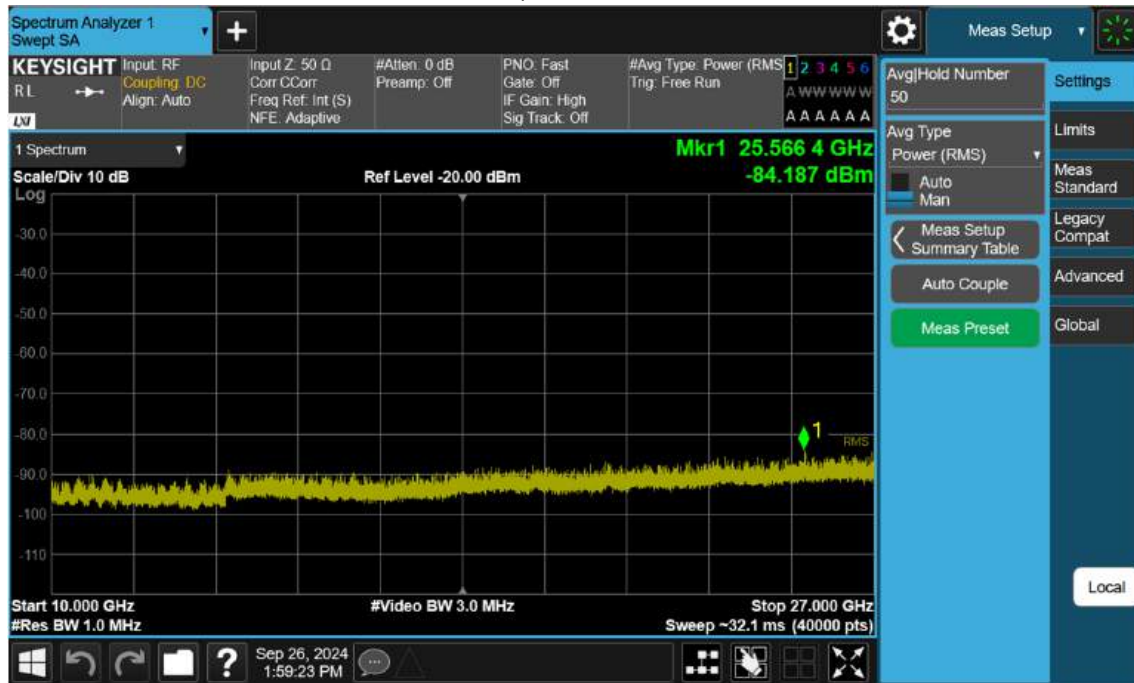 Spectrum Analyzer 1
Swept SA
+
Meas Setup
KEYSIGHT
RL
LXI
Input: RF
Coupling: DC
Align: Auto
Input Z: 50 Ω
Corr CCorr
Freq Ref: Int (S)
NFE: Adaptive
#Atten: 0 dB
Preamp: Off
PNO: Fast
Gate: Off
IF Gain: High
Sig Track: Off
#Avg Type: Power (RMS
Trig: Free Run
1 2 3 4 5 6
A W W W W W
A A A A A A
1 Spectrum
Scale/Div 10 dB
Log
Ref Level -20.00 dBm
Mkr1 25.566 4 GHz
-84.187 dBm
-30.0
-40.0
-50.0
-60.0
-70.0
-80.0
-90.0
-100
-110
1
RMS
Start 10.000 GHz
#Res BW 1.0 MHz
#Video BW 3.0 MHz
Stop 27.000 GHz
Sweep ~32.1 ms (40000 pts)
Avg|Hold Number
50
Avg Type
Power (RMS)
Auto
Man
Meas Setup
Summary Table
Auto Couple
Meas Preset
Settings
Limits
Meas
Standard
Legacy
Compat
Advanced
Global
Local
?
Sep 26, 2024
1:59:23 PM